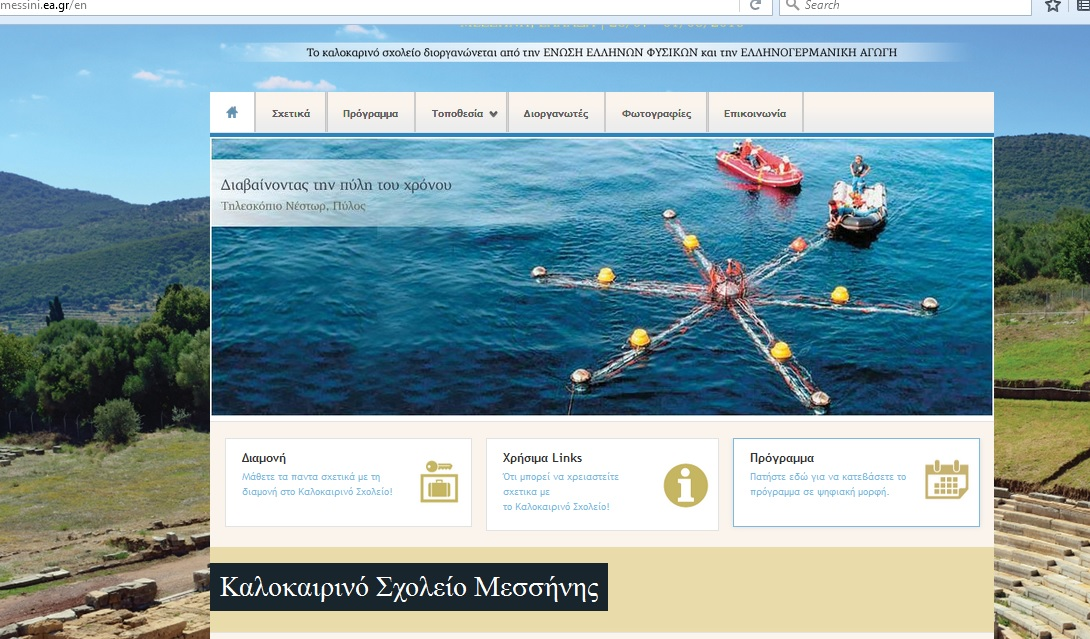 messini.ea.gr/en
Search
Το καλοκαιρινό σχολείο διοργανώνεται από την ΕΝΩΣΗ ΕΛΛΗΝΩΝ ΦΥΣΙΚΩΝ και την ΕΛΛΗΝΟΓΕΡΜΑΝΙΚΗ ΑΓΩΓΗ
Σχετικά Πρόγραμμα Τοποθεσία Διοργανωτές Φωτογραφίες Επικοινωνία
Διαβαίνοντας την πύλη του χρόνου
Τηλεσκόπιο Νέστωρ, Πύλος
Διαμονή
Μάθετε τα παντα σχετικά με τη
διαμονή στο Καλοκαιρινό Σχολείο!
Χρήσιμα Links
Ότι μπορεί να χρειαστείτε
σχετικα με
το Καλοκαιρινό Σχολείο!
Πρόγραμμα
Πατήστε εδώ για να κατεβάσετε το
πρόγραμμα σε ψηφιακή μορφή.
Καλοκαιρινό Σχολείο Μεσσήνης